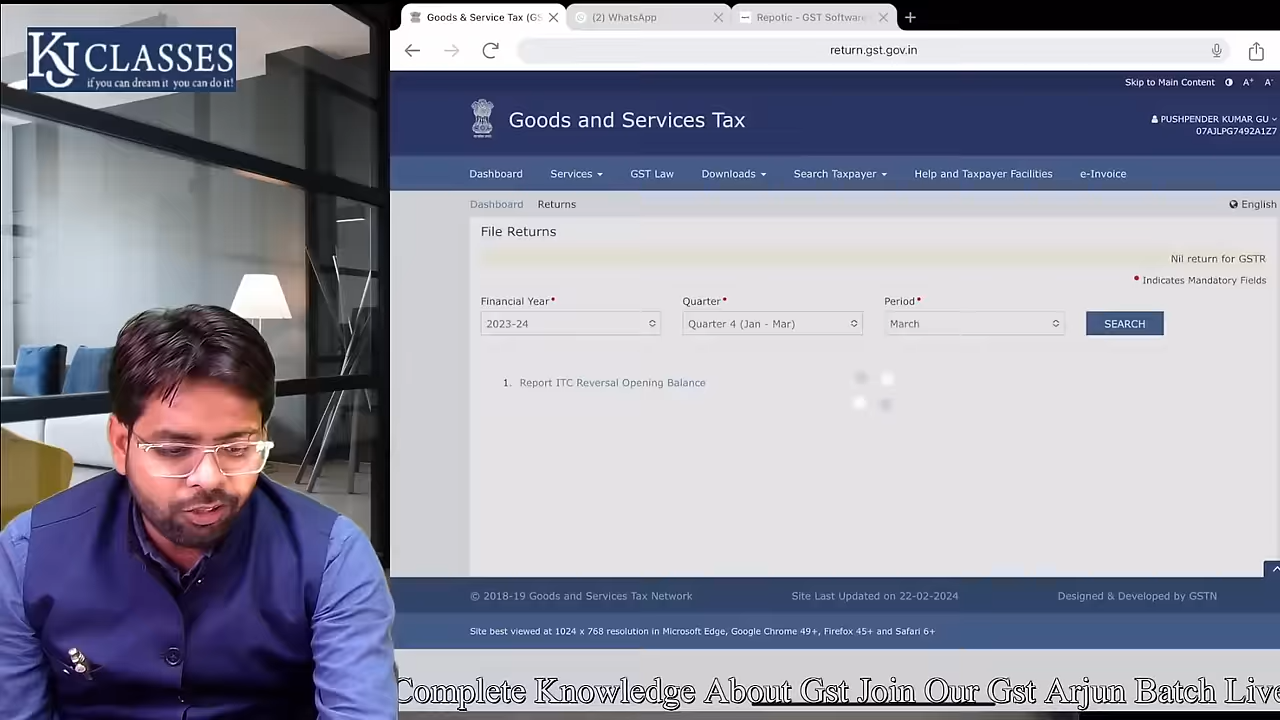 KJ CLASSES
if you can dream it you can do it!
Goods & Service Tax (GS
(2) WhatsApp
Repotic - GST Software
return.gst.gov.in
Skip to Main Content
A+
A-
Goods and Services Tax
PUSHPENDER KUMAR GU
07AJLPG7492A1Z7
Dashboard
Services
GST Law
Downloads
Search Taxpayer
Help and Taxpayer Facilities
e-Invoice
Dashboard
Returns
English
File Returns
Nil return for GSTR
• Indicates Mandatory Fields
Financial Year•
Quarter•
Period•
2023-24
Quarter 4 (Jan - Mar)
March
SEARCH
1. Report ITC Reversal Opening Balance
© 2018-19 Goods and Services Tax Network
Site Last Updated on 22-02-2024
Designed & Developed by GSTN
Site best viewed at 1024 x 768 resolution in Microsoft Edge, Google Chrome 49+, Firefox 45+ and Safari 6+
Complete Knowledge About Gst Join Our Gst Arjun Batch Live